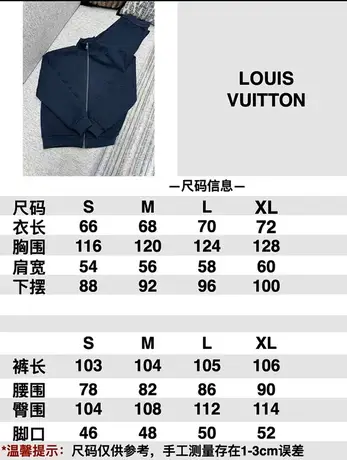 LOUIS
VUITTON
—尺码信息—
尺码 S M L XL
衣长 66 68 70 72
胸围 116 120 124 128
肩宽 54 56 58 60
下摆 88 92 96 100
S M L XL
裤长 103 104 105 106
腰围 78 82 86 90
臀围 104 108 112 114
脚口 46 48 50 52
*温馨提示：尺码仅供参考，手工测量存在1-3cm误差